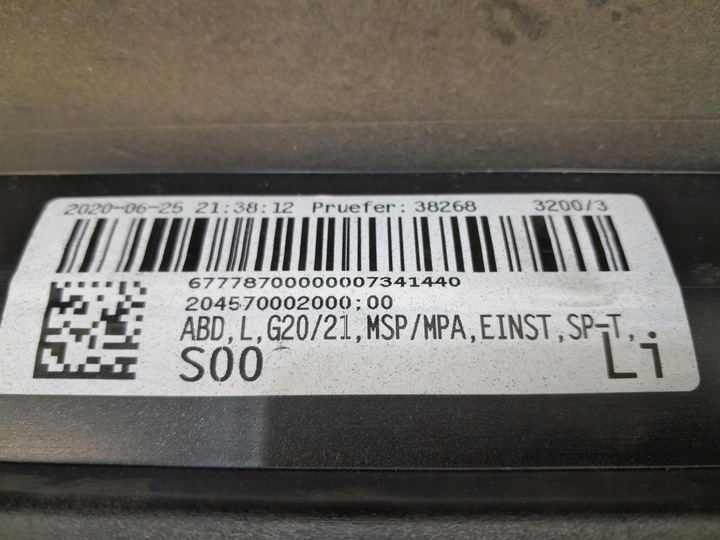 2020-06-25 21:38:12 Pruefer: 38268 3200/3
67778700000007341440
204570002000;00
ABD,L,G20/21,MSP/MPA,EINST,SP-T,
S00 Li